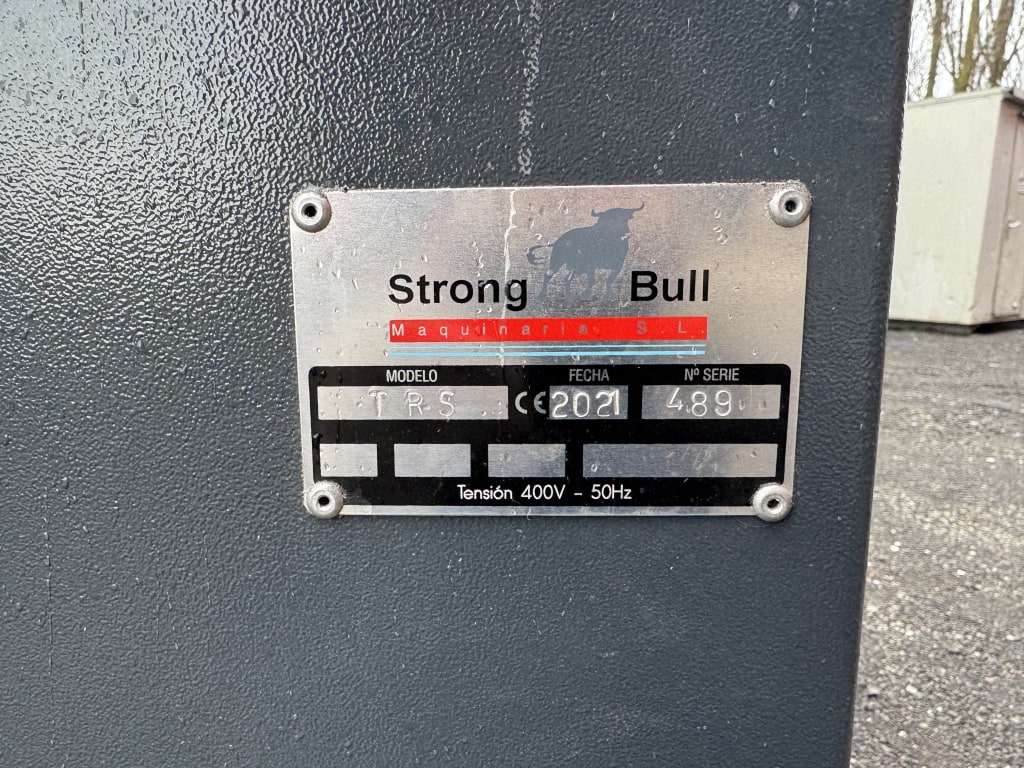 Strong Bull
Maquinaria S.L.
MODELO FECHA Nº SERIE
TRS CE 2021 489
Tensión 400V - 50Hz